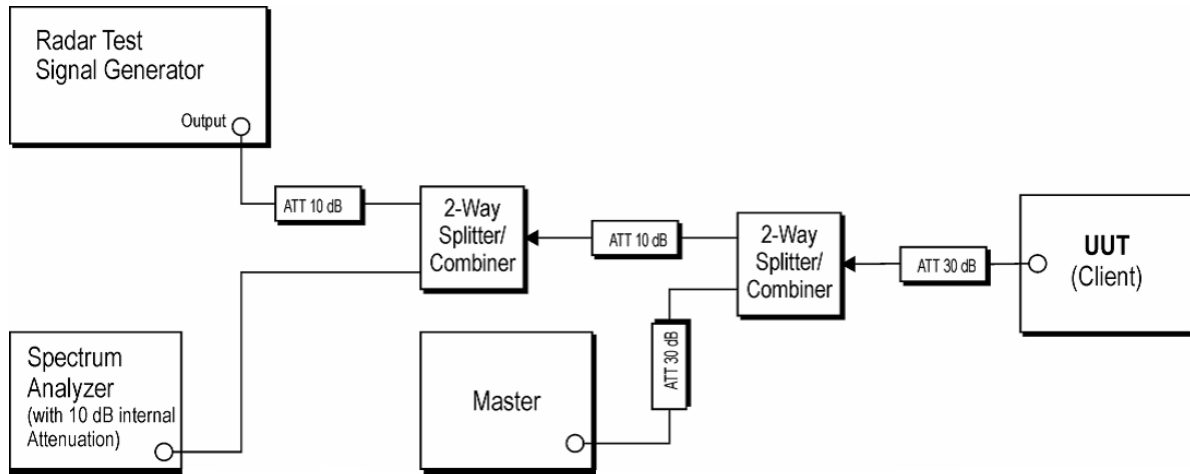 Radar Test
Signal Generator
Output
ATT 10 dB
2-Way
Splitter/
Combiner
ATT 10 dB
2-Way
Splitter/
Combiner
ATT 30 dB
UUT
(Client)
ATT 30 dB
Spectrum
Analyzer
(with 10 dB internal
Attenuation)
Master